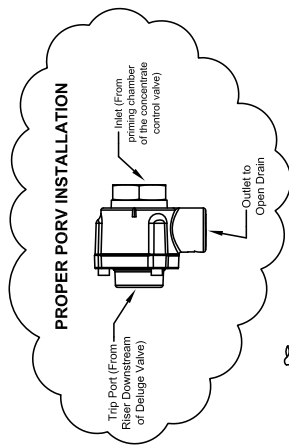 PROPER PORV INSTALLATION
Trip Port (From
Riser Downstream
of Deluge Valve)
Inlet (From
priming chamber
of the concentrate
control valve)
Outlet to
Open Drain